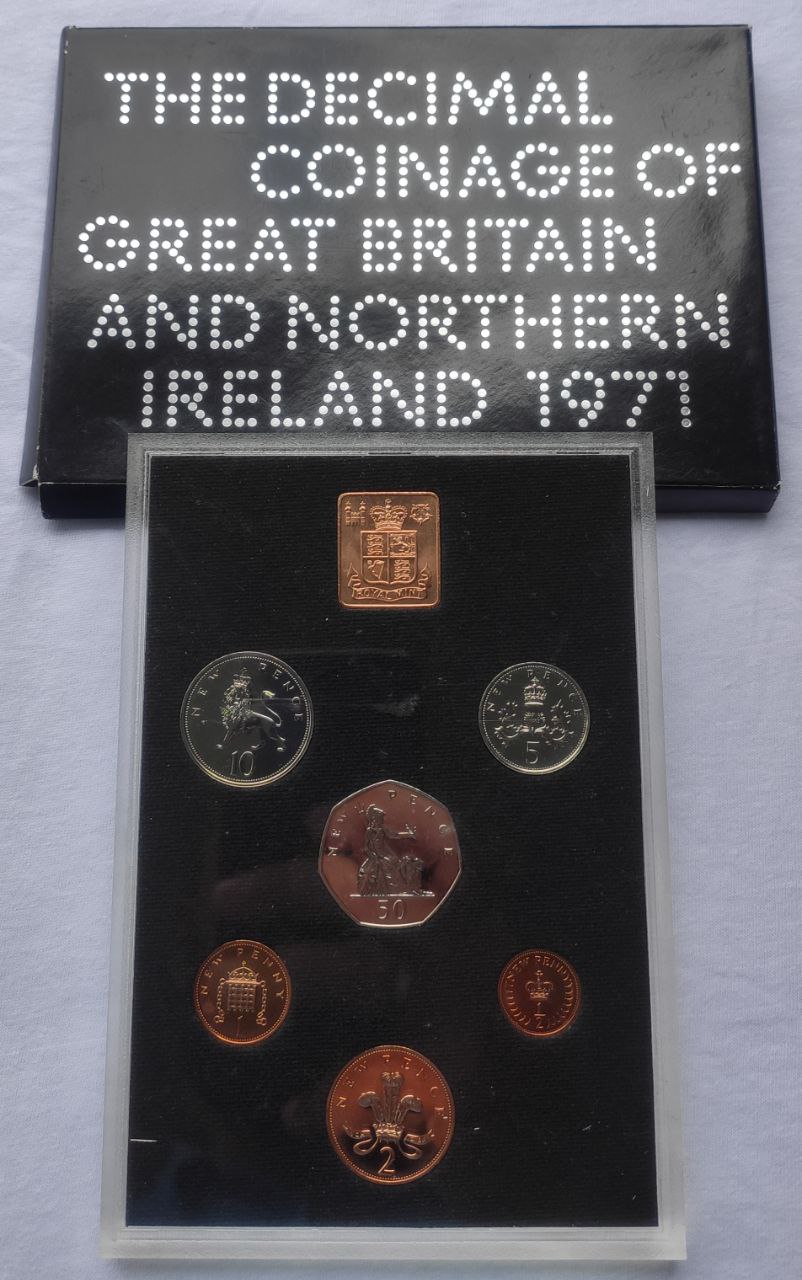 THE DECIMAL
COINAGE OF
GREAT BRITAIN
AND NORTHERN
IRELAND 1971
ROYAL MINT
NEW PENCE
10
NEW PENCE
5
NEW PENCE
50
NEW PENNY
1
NEW PENNY
1/2
NEW PENCE
2